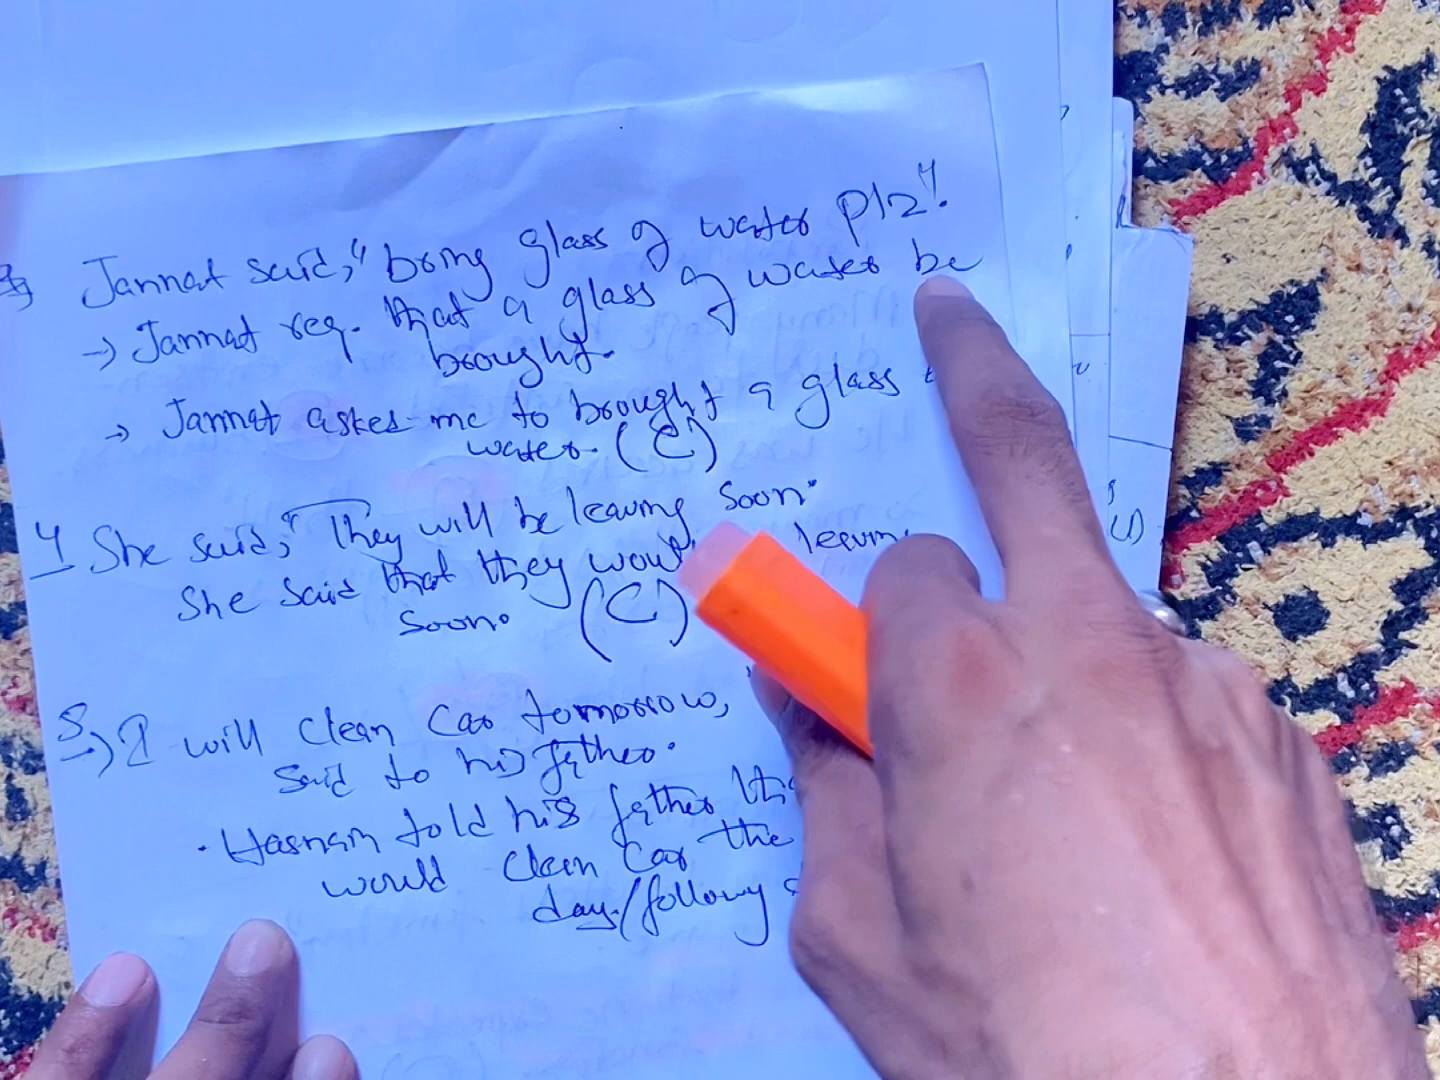 Jannat said, "bring glass of water plz".
→ Jannat req. that a glass of water be
brought.
→ Jannat askes me to brought a glass
water. (C)
4 She said, "They will be leaving soon.
She said that they would leaving
soon. (C)
5) I will clean car tomorrow, "
said to his father.
. Hasnain told his father
would clean car the
day./